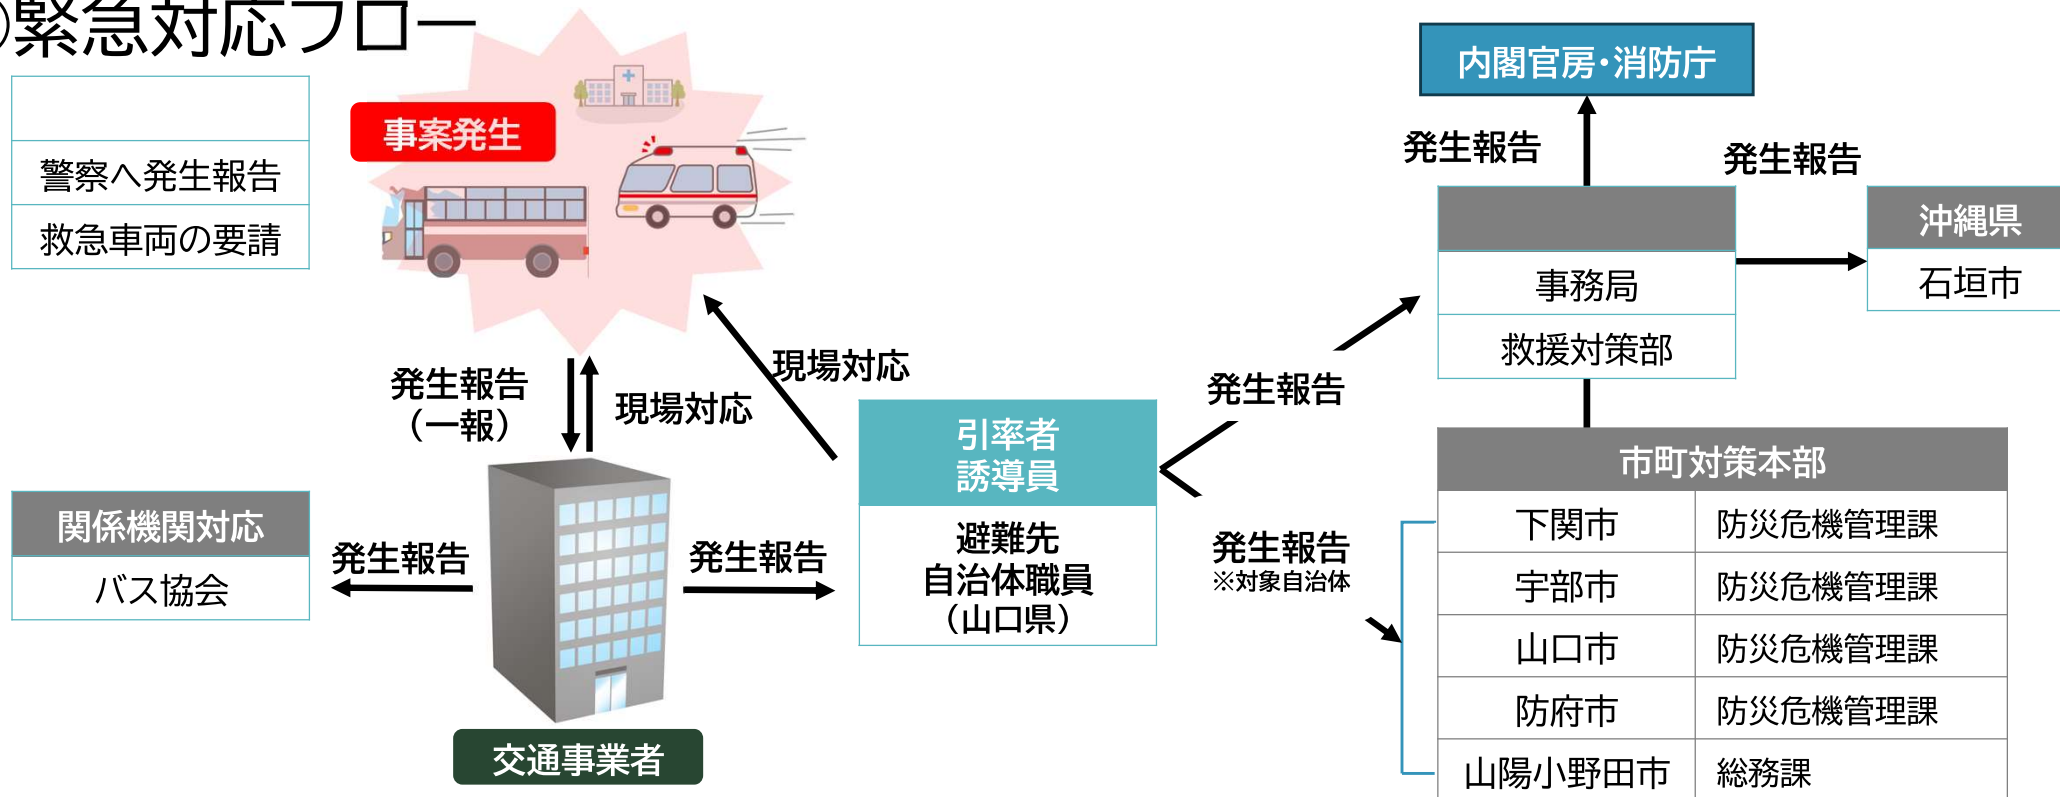 緊急対応フロー
警察へ発生報告
救急車両の要請
事案発生
発生報告
（一報）
現場対応
現場対応
関係機関対応
バス協会
発生報告
発生報告
交通事業者
引率者
誘導員
避難先
自治体職員
（山口県）
発生報告
発生報告
※対象自治体
内閣官房・消防庁
発生報告
発生報告
事務局
救援対策部
沖縄県
石垣市
市町対策本部
下関市 防災危機管理課
宇部市 防災危機管理課
山口市 防災危機管理課
防府市 防災危機管理課
山陽小野田市 総務課